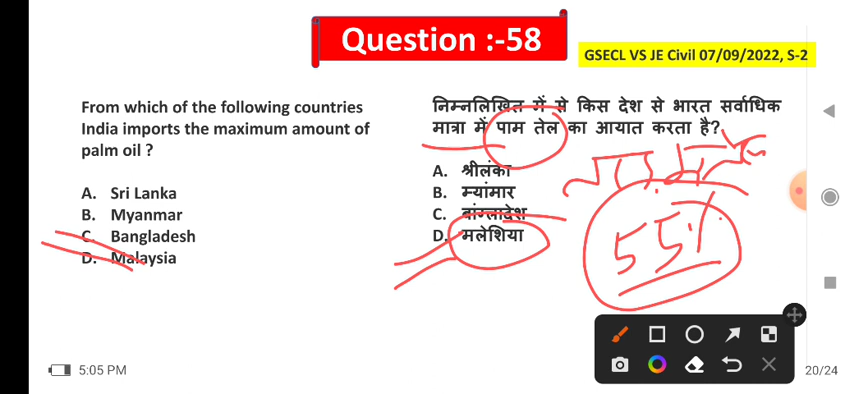 Question :-58
GSECL VS JE Civil 07/09/2022, S-2
From which of the following countries
India imports the maximum amount of
palm oil ?
A. Sri Lanka
B. Myanmar
C. Bangladesh
D. Malaysia
निम्नलिखित में से किस देश से भारत सर्वाधिक
मात्रा में पाम तेल का आयात करता है?
A. श्रीलंका
B. म्यांमार
C. बांग्लादेश
D. मलेशिया
55%
5:05 PM
20/24